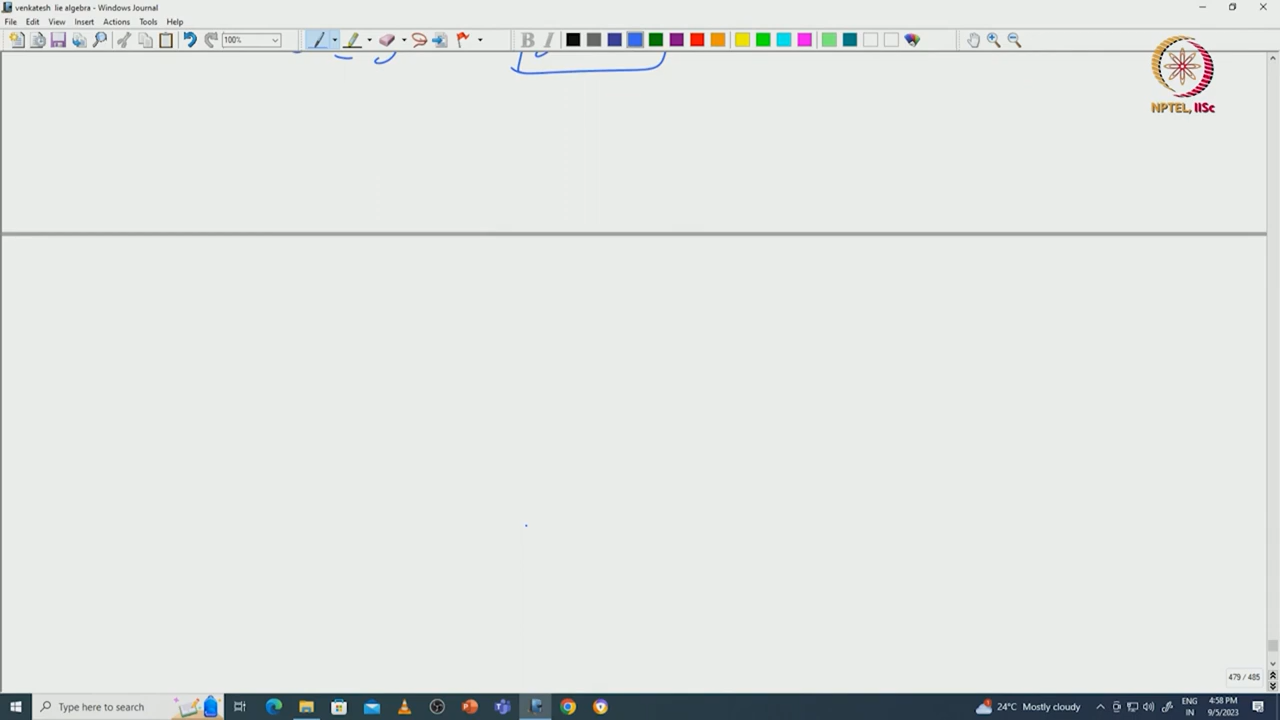 venkatesh lie algebra - Windows Journal
File Edit View Insert Actions Tools Help
100%
B I
NPTEL, IISc
479 / 485
Type here to search
24°C Mostly cloudy
ENG
IN
4:58 PM
9/5/2023